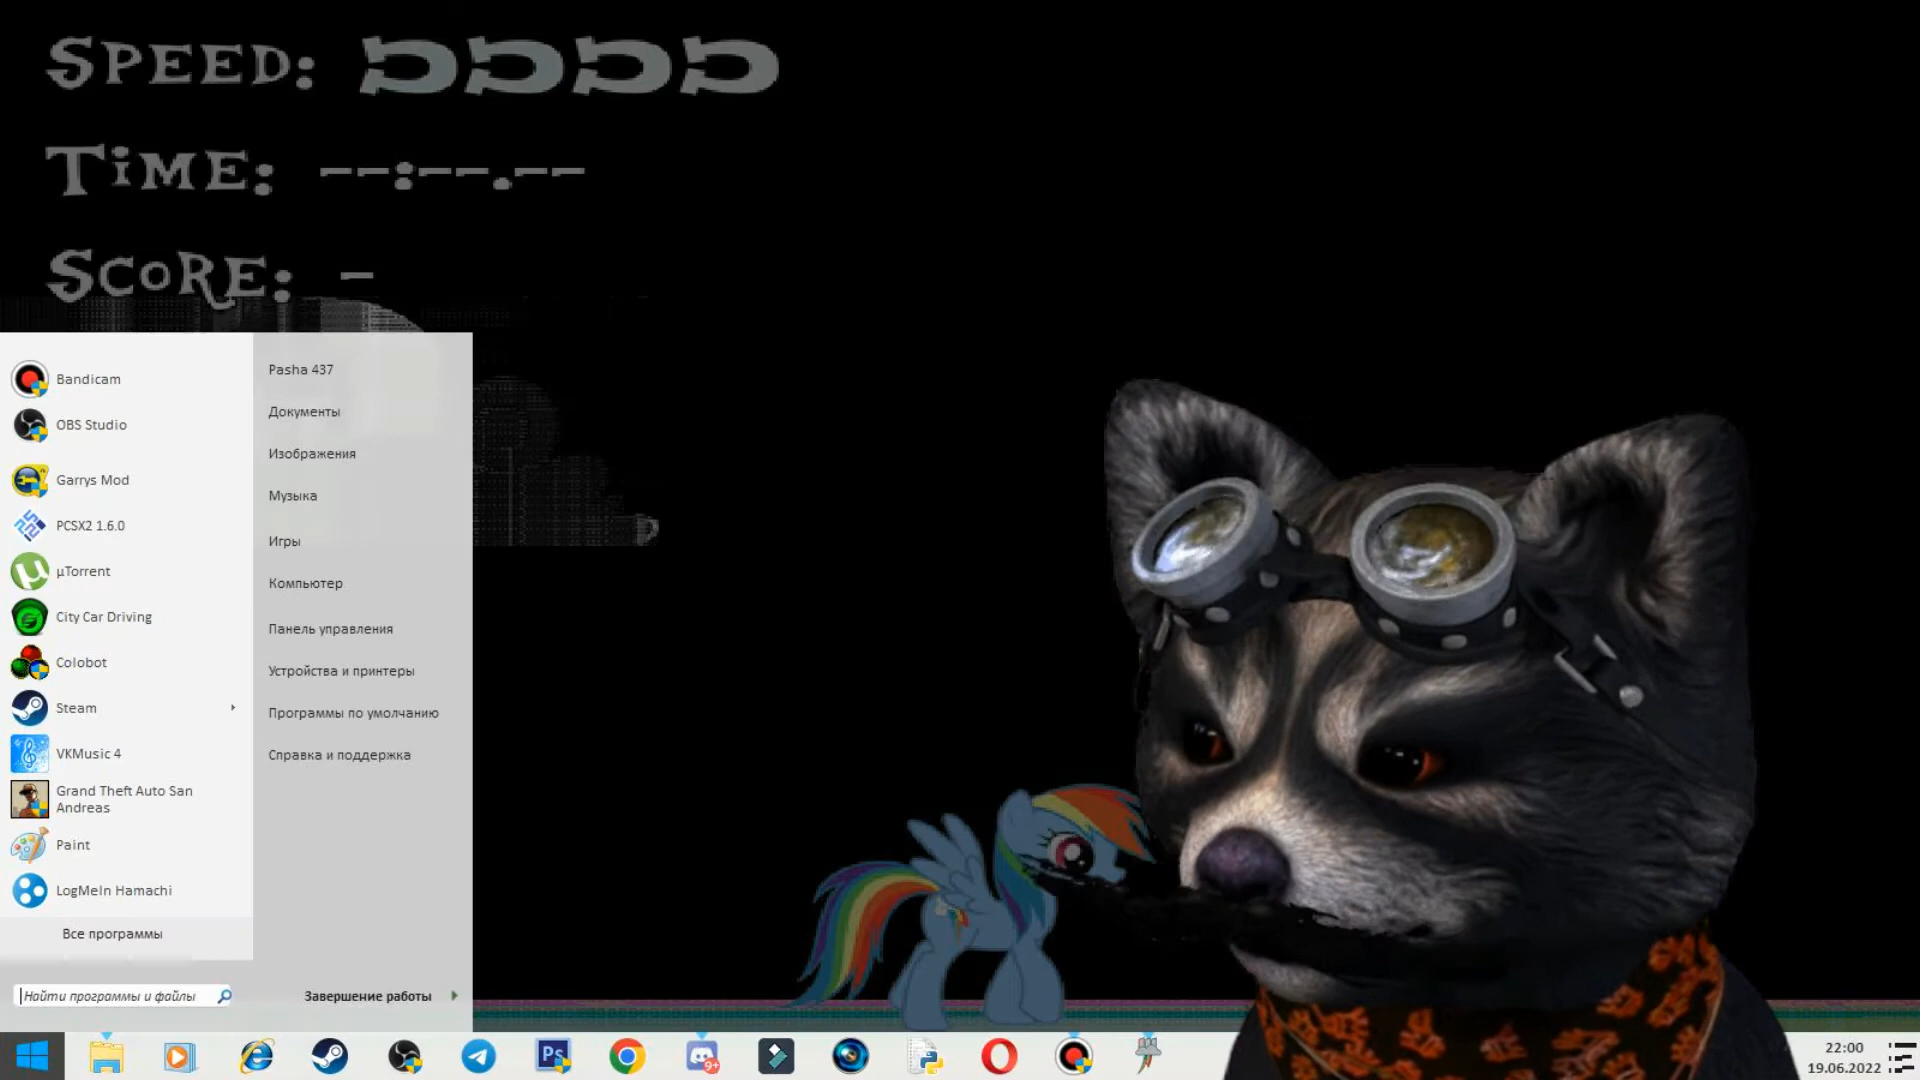 SPEED:
TiME: --:--.--
SCORE: -
Bandicam
OBS Studio
Garrys Mod
PCSX2 1.6.0
µTorrent
City Car Driving
Colobot
Steam
VKMusic 4
Grand Theft Auto San
Andreas
Paint
LogMeIn Hamachi
Все программы
Найти программы и файлы
Pasha 437
Документы
Изображения
Музыка
Игры
Компьютер
Панель управления
Устройства и принтеры
Программы по умолчанию
Справка и поддержка
Завершение работы
Ps
9+
22:00
19.06.2022